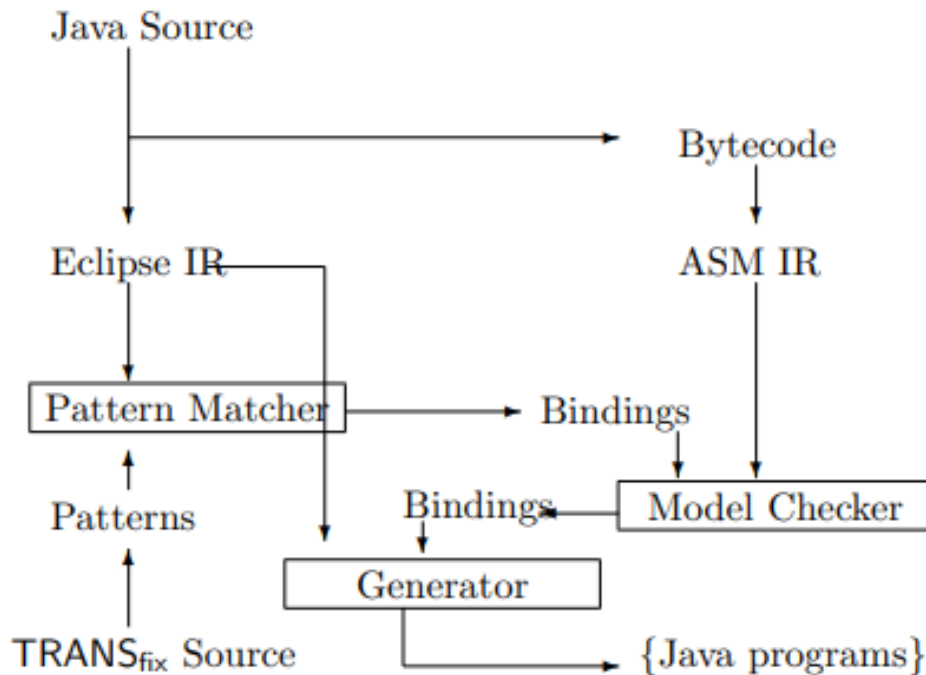 Java Source
Bytecode
Eclipse IR
ASM IR
Pattern Matcher
Bindings
Patterns
Bindings
Model Checker
Generator
TRANSfix Source
{Java programs}